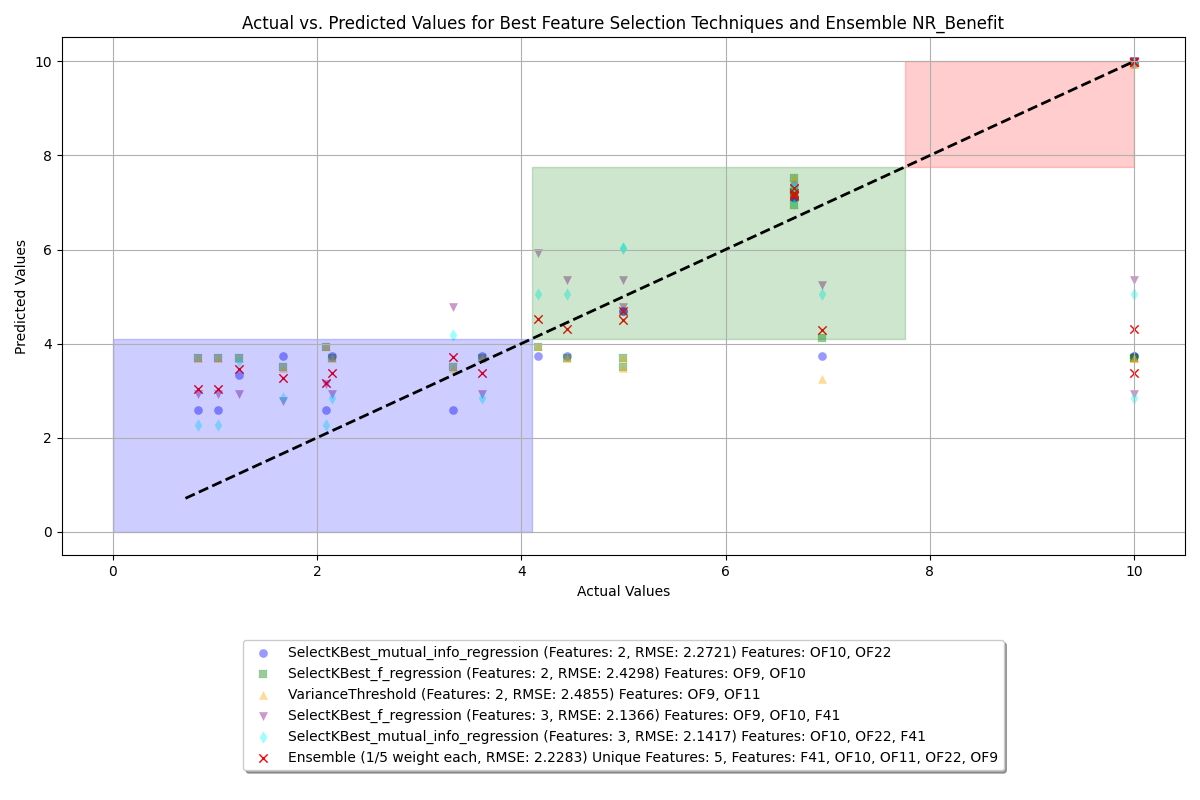 Actual vs. Predicted Values for Best Feature Selection Techniques and Ensemble NR_Benefit
10
8
6
4
2
0
Predicted Values
0 2 4 6 8 10
Actual Values
SelectKBest_mutual_info_regression (Features: 2, RMSE: 2.2721) Features: OF10, OF22
SelectKBest_f_regression (Features: 2, RMSE: 2.4298) Features: OF9, OF10
VarianceThreshold (Features: 2, RMSE: 2.4855) Features: OF9, OF11
SelectKBest_f_regression (Features: 3, RMSE: 2.1366) Features: OF9, OF10, F41
SelectKBest_mutual_info_regression (Features: 3, RMSE: 2.1417) Features: OF10, OF22, F41
Ensemble (1/5 weight each, RMSE: 2.2283) Unique Features: 5, Features: F41, OF10, OF11, OF22, OF9